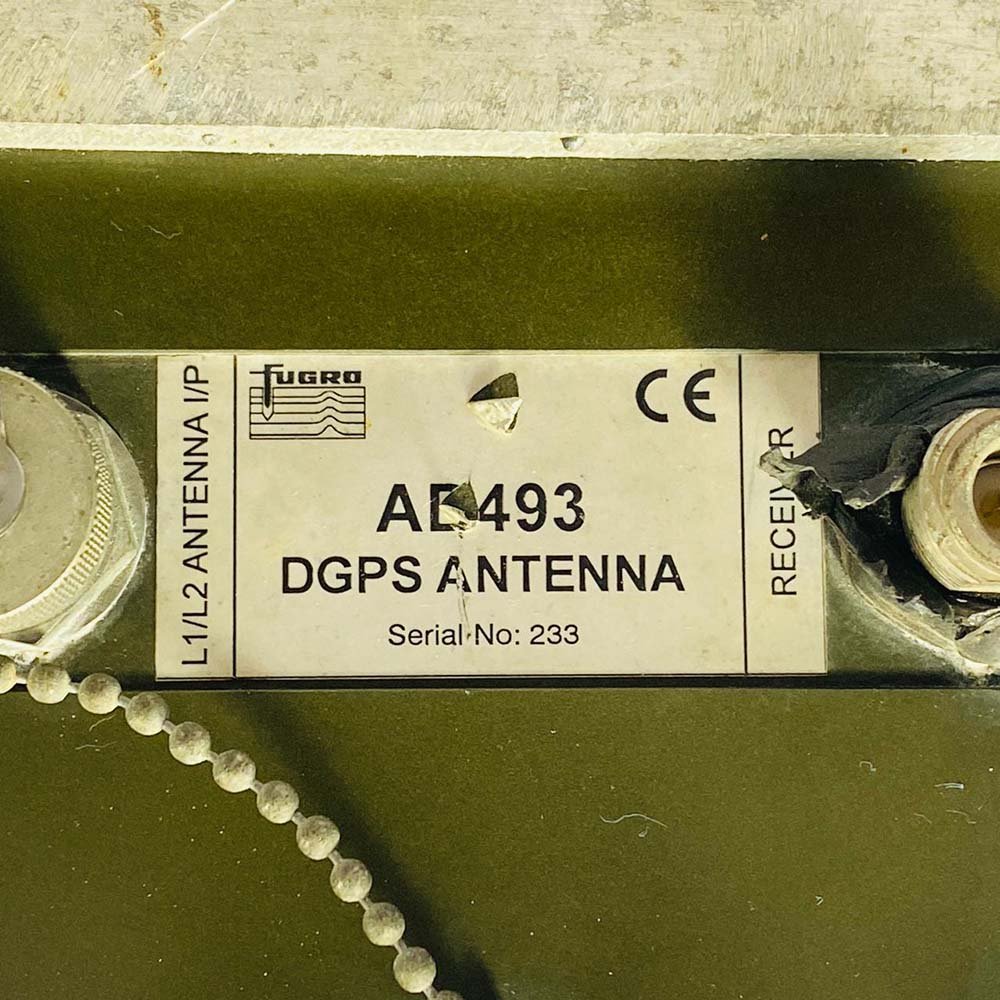 L1/L2 ANTENNA I/P
FUGRO
CE
AD493
DGPS ANTENNA
Serial No: 233
RECEIVER